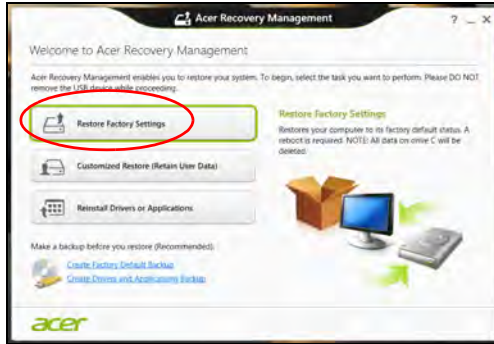 Acer Recovery Management
Welcome to Acer Recovery Management
Acer Recovery Management enables you to restore your system. To begin, select the task you want to perform. Please DO NOT
remove the USB device while proceeding.
Restore Factory Settings
Customized Restore (Retain User Data)
Reinstall Drivers or Applications
Restore Factory Settings
Restores your computer to its factory default status. A
reboot is required. NOTE: All data on C will be
deleted.
Make a backup before you restore (Recommended).
Create Factory Default Backup
Create Drivers and Applications Backup
acer